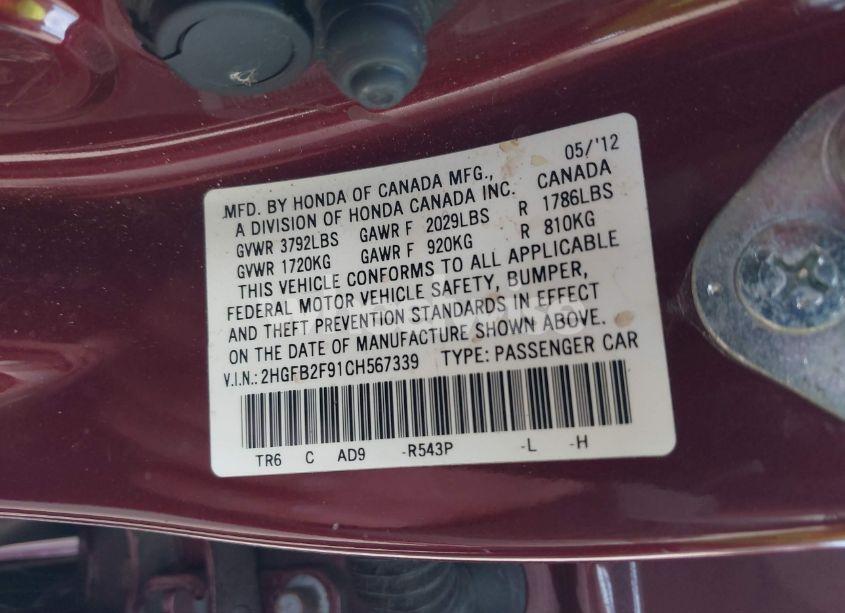 05/'12
MFD. BY HONDA OF CANADA MFG.,
A DIVISION OF HONDA CANADA INC. CANADA
GVWR 3792LBS GAWR F 2029LBS R 1786LBS
GVWR 1720KG GAWR F 920KG R 810KG
THIS VEHICLE CONFORMS TO ALL APPLICABLE
FEDERAL MOTOR VEHICLE SAFETY, BUMPER,
AND THEFT PREVENTION STANDARDS IN EFFECT
ON THE DATE OF MANUFACTURE SHOWN ABOVE.
V.I.N.: 2HGFB2F91CH567339 TYPE: PASSENGER CAR
TR6 C AD9 -R543P -L -H